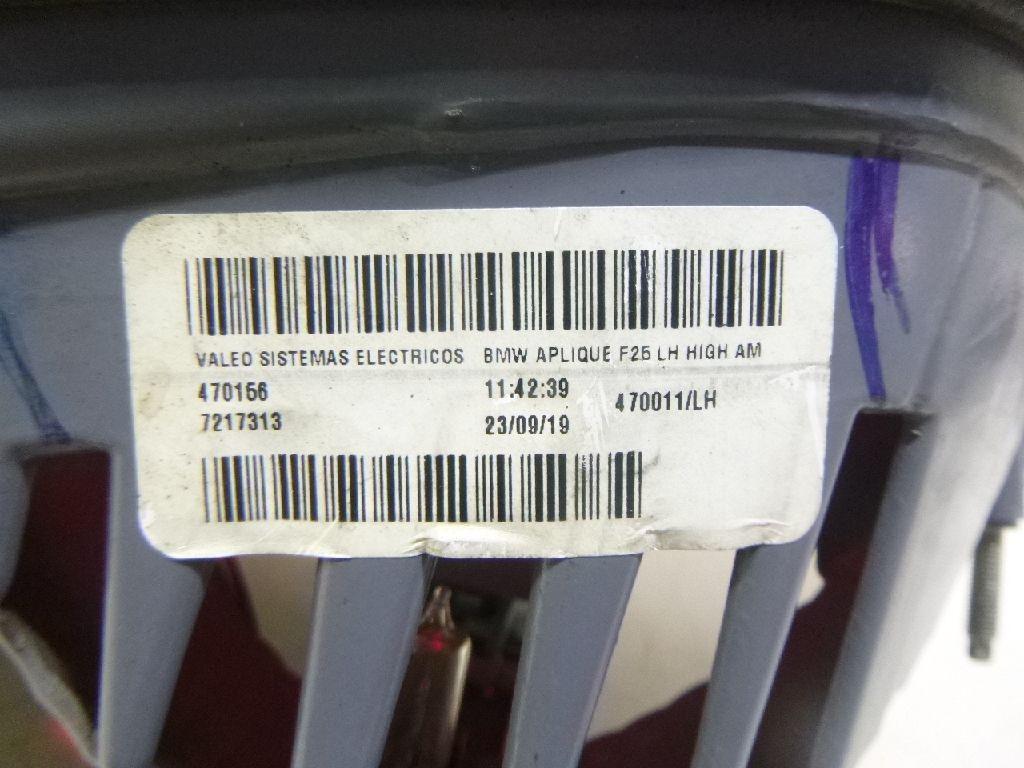 VALEO SISTEMAS ELECTRICOS BMW APLIQUE F25 LH HIGH AM
470156 11:42:39 470011/LH
7217313 23/09/19